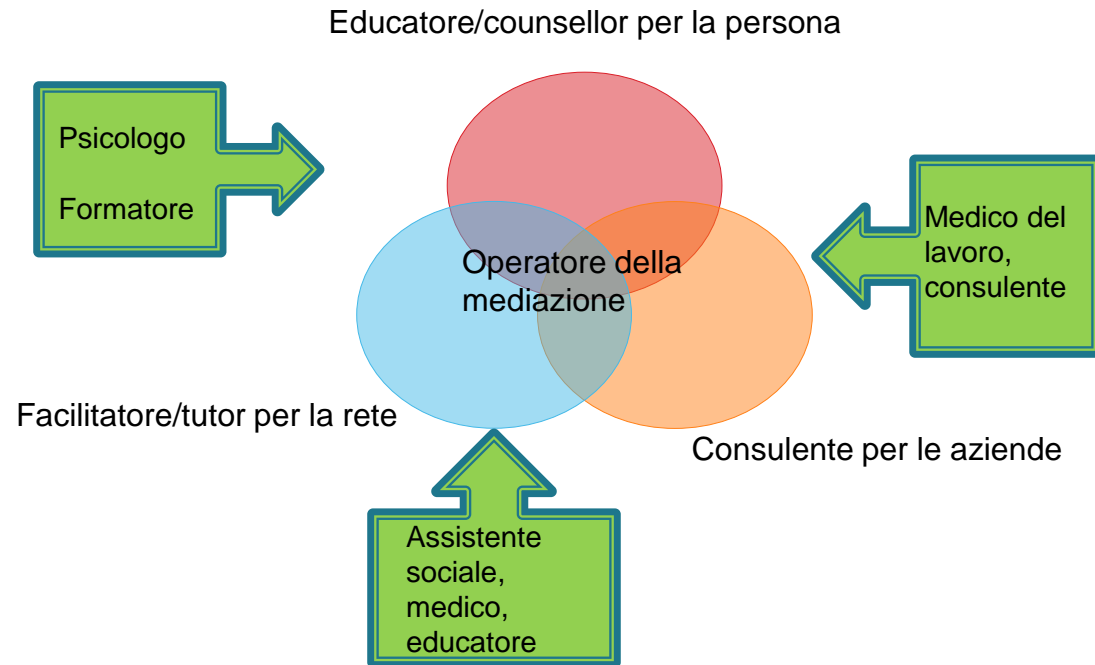 Educatore/counsellor per la persona
Psicologo
Formatore
Medico del
lavoro,
consulente
Operatore della
mediazione
Facilitatore/tutor per la rete
Consulente per le aziende
Assistente
sociale,
medico,
educatore